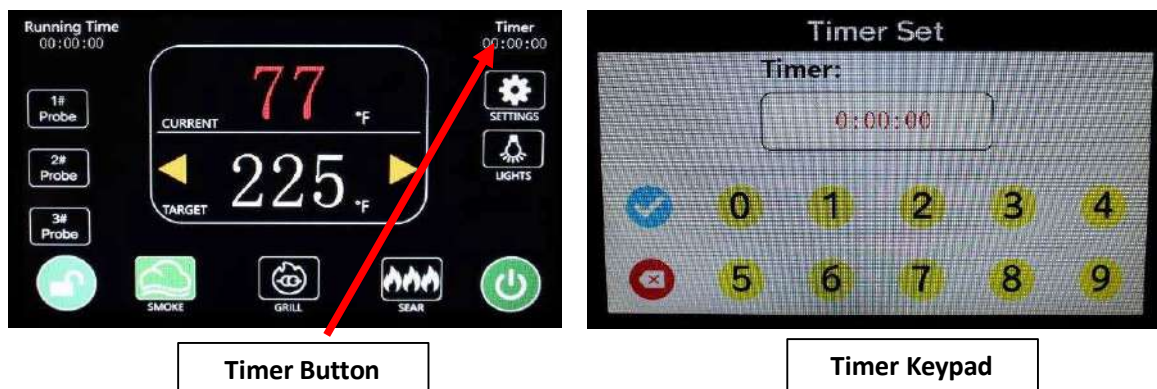 Running Time
00:00:00
Timer
00:00:00
1#
Probe
2#
Probe
3#
Probe
77
CURRENT
°F
225
TARGET
°F
SETTINGS
LIGHTS
SMOKE
GRILL
SEAR
Timer Button
Timer Set
Timer:
0:00:00
0 1 2 3 4
5 6 7 8 9
Timer Keypad